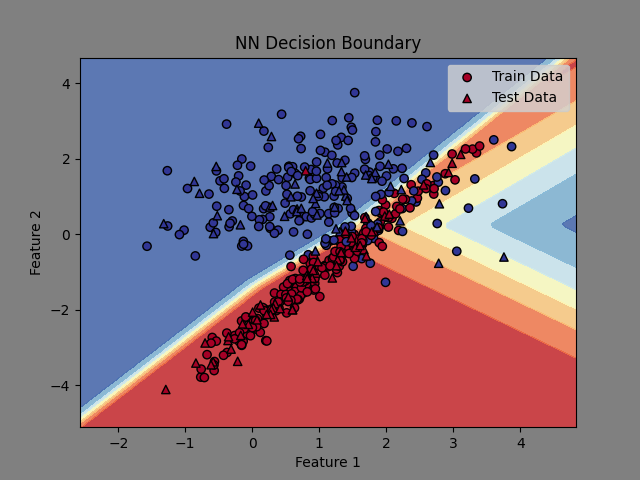 NN Decision Boundary
Train Data
Test Data
Feature 2
4
2
0
−2
−4
−2
−1
0
1
2
3
4
Feature 1